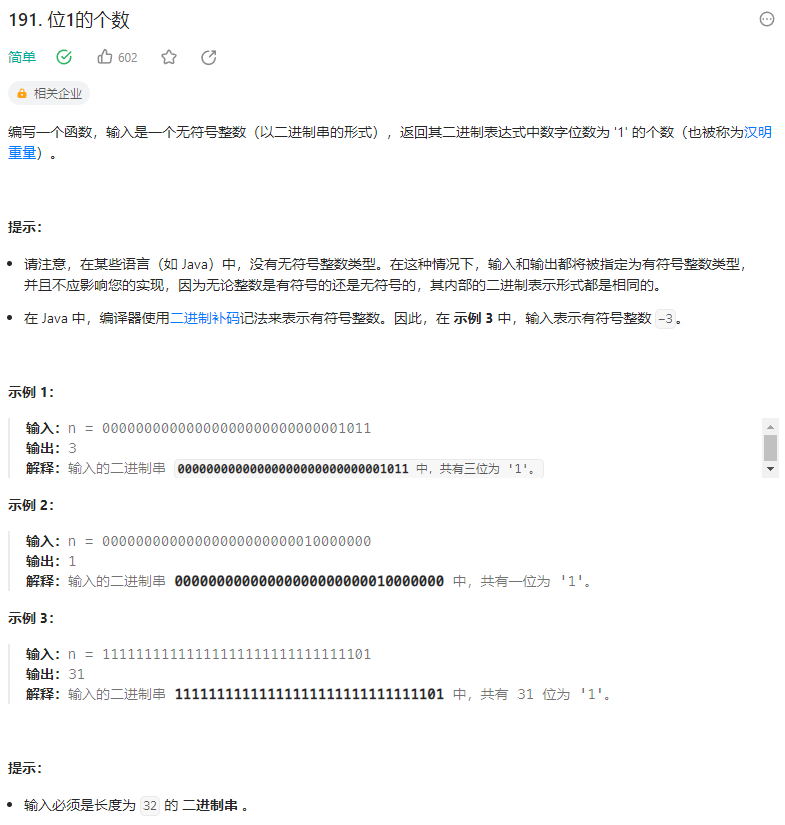 191. 位1的个数
简单 602
相关企业
编写一个函数，输入是一个无符号整数（以二进制串的形式），返回其二进制表达式中数字位数为 '1' 的个数（也被称为汉明
重量）。
提示：
请注意，在某些语言（如 Java）中，没有无符号整数类型。在这种情况下，输入和输出都将被指定为有符号整数类型，
并且不应影响您的实现，因为无论整数是有符号的还是无符号的，其内部的二进制表示形式都是相同的。
在 Java 中，编译器使用二进制补码记法来表示有符号整数。因此，在 示例 3 中，输入表示有符号整数 -3。
示例 1：
输入：n = 00000000000000000000000000001011
输出：3
解释：输入的二进制串 00000000000000000000000000001011 中，共有三位为 '1'。
示例 2：
输入：n = 00000000000000000000000010000000
输出：1
解释：输入的二进制串 00000000000000000000000010000000 中，共有一位为 '1'。
示例 3：
输入：n = 11111111111111111111111111111101
输出：31
解释：输入的二进制串 11111111111111111111111111111101 中，共有 31 位为 '1'。
提示：
输入必须是长度为 32 的 二进制串 。